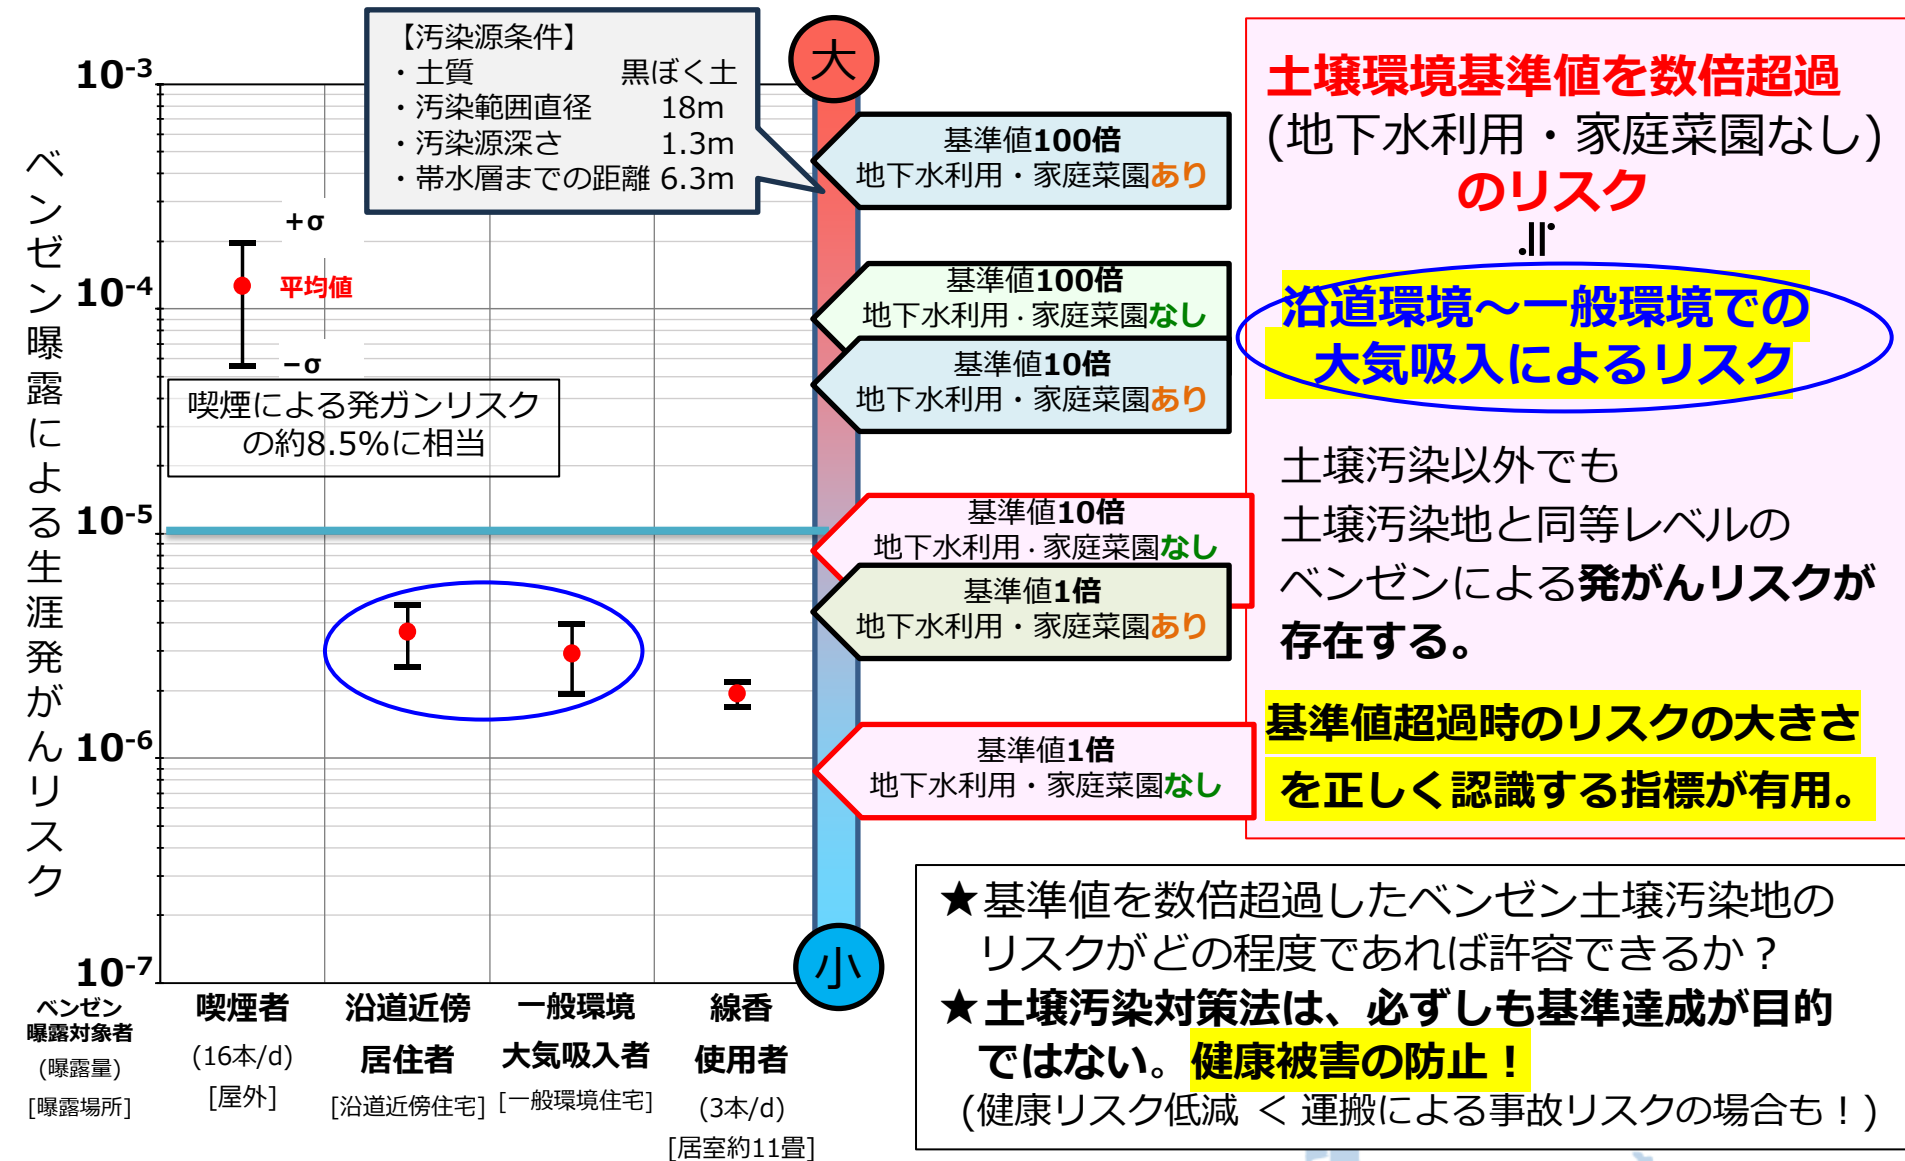 【汚染源条件】
・土質 黒ぼく土
・汚染範囲直径 18m
・汚染源深さ 1.3m
・帯水層までの距離 6.3m
ベンゼン曝露による生涯発がんリスク
10-3
10-4
10-5
10-6
10-7
+σ
平均値
−σ
喫煙による発ガンリスク
の約8.5%に相当
大
小
基準値100倍
地下水利用・家庭菜園あり
基準値100倍
地下水利用・家庭菜園なし
基準値10倍
地下水利用・家庭菜園あり
基準値10倍
地下水利用・家庭菜園なし
基準値1倍
地下水利用・家庭菜園あり
基準値1倍
地下水利用・家庭菜園なし
ベンゼン
曝露対象者
(曝露量)
[曝露場所]
喫煙者
(16本/d)
[屋外]
沿道近傍
居住者
[沿道近傍住宅]
一般環境
大気吸入者
[一般環境住宅]
線香
使用者
(3本/d)
[居室約11畳]
土壌環境基準値を数倍超過
(地下水利用・家庭菜園なし)
のリスク
≒
沿道環境～一般環境での
大気吸入によるリスク
土壌汚染以外でも
土壌汚染地と同等レベルの
ベンゼンによる発がんリスクが
存在する。
基準値超過時のリスクの大きさ
を正しく認識する指標が有用。
★基準値を数倍超過したベンゼン土壌汚染地の
リスクがどの程度であれば許容できるか？
★土壌汚染対策法は、必ずしも基準達成が目的
ではない。健康被害の防止！
(健康リスク低減 ＜ 運搬による事故リスクの場合も！)